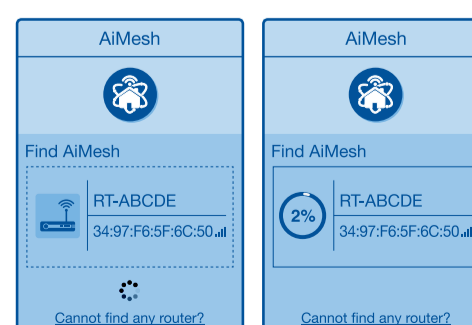 AiMesh
Find AiMesh
RT-ABCDE
34:97:F6:5F:6C:50
Cannot find any router?
AiMesh
Find AiMesh
2%
RT-ABCDE
34:97:F6:5F:6C:50
Cannot find any router?